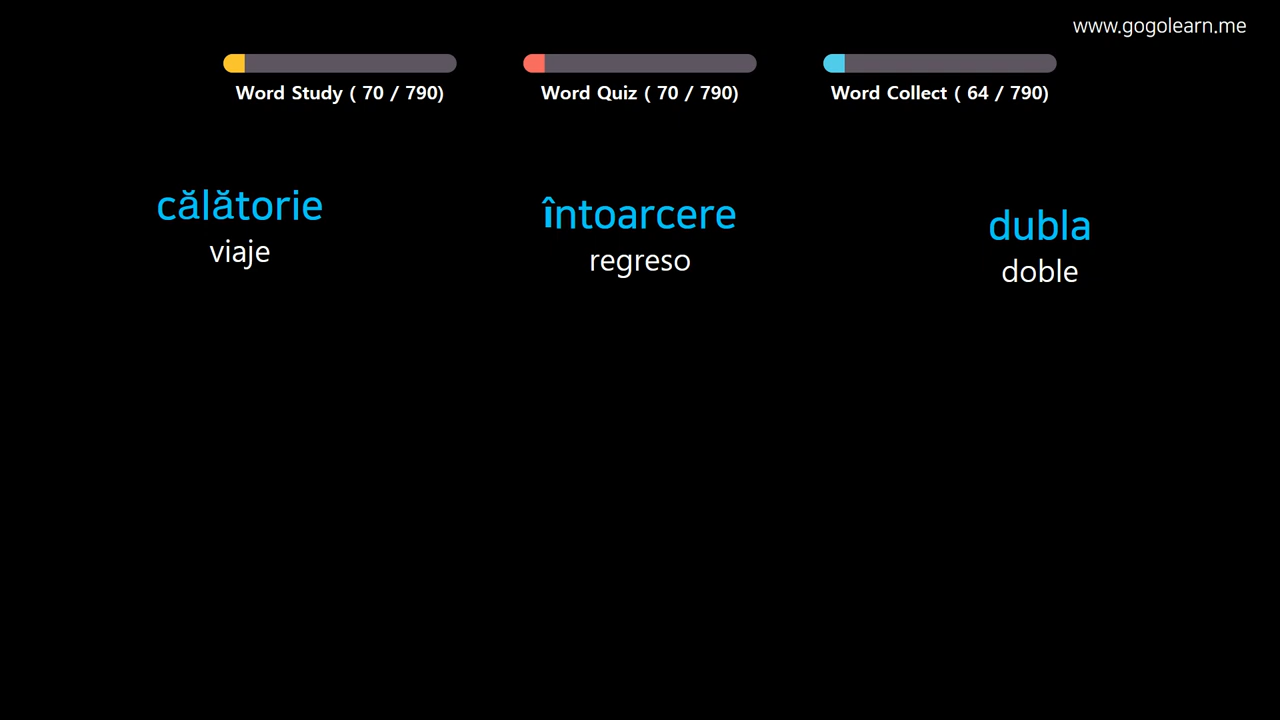 www.gogolearn.me
Word Study ( 70 / 790)
Word Quiz ( 70 / 790)
Word Collect ( 64 / 790)
călătorie
viaje
întoarcere
regreso
dubla
doble